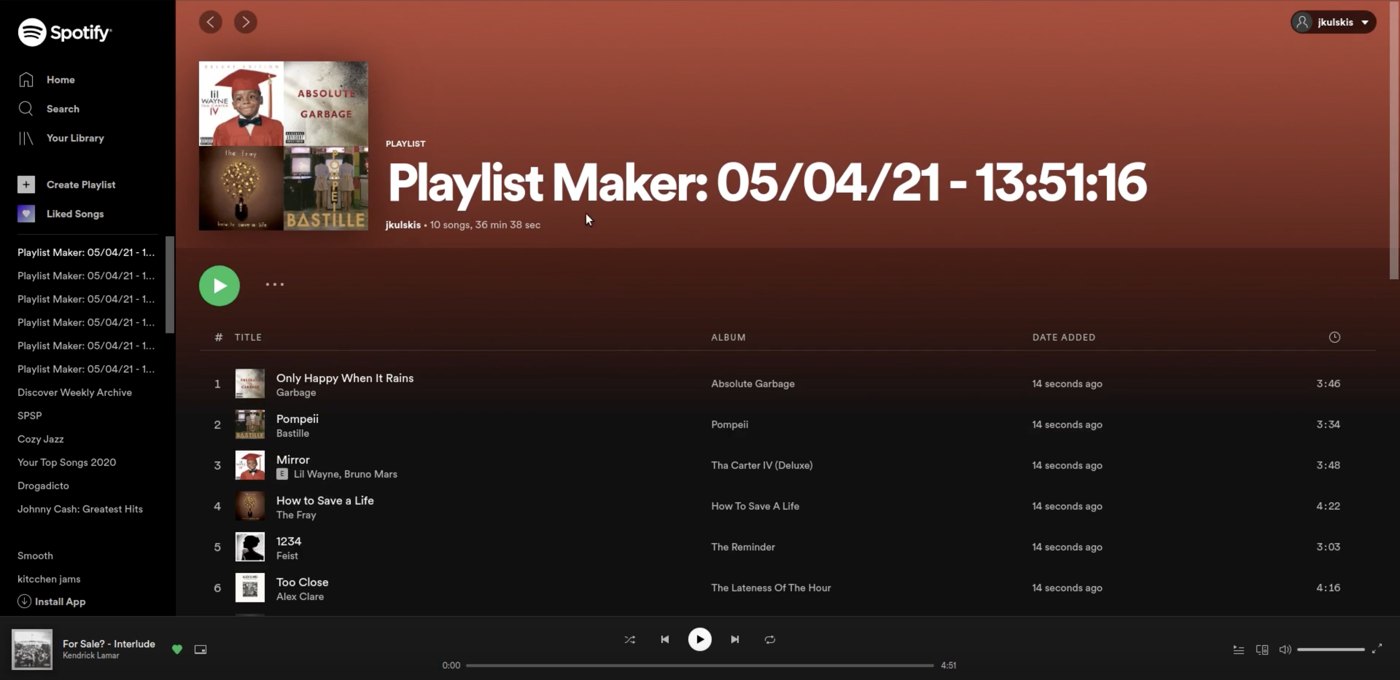 Spotify
Home
Search
Your Library
Create Playlist
Liked Songs
Playlist Maker: 05/04/21 - 1...
Playlist Maker: 05/04/21 - 1...
Playlist Maker: 05/04/21 - 1...
Playlist Maker: 05/04/21 - 1...
Playlist Maker: 05/04/21 - 1...
Playlist Maker: 05/04/21 - 1...
Discover Weekly Archive
SPSP
Cozy Jazz
Your Top Songs 2020
Drogadicto
Johnny Cash: Greatest Hits
Smooth
kitcchen jams
Install App
jkulskis
DELUXE EDITION
lil
WAYNE
THA CARTER
IV
ABSOLUTE
GARBAGE
the fray
how to save a life
POMPEII
BASTILLE
PLAYLIST
Playlist Maker: 05/04/21 - 13:51:16
jkulskis • 10 songs, 36 min 38 sec
# TITLE ALBUM DATE ADDED
1 Only Happy When It Rains Absolute Garbage 14 seconds ago 3:46
Garbage
2 Pompeii Pompeii 14 seconds ago 3:34
Bastille
3 Mirror Tha Carter IV (Deluxe) 14 seconds ago 3:48
E Lil Wayne, Bruno Mars
4 How to Save a Life How To Save A Life 14 seconds ago 4:22
The Fray
5 1234 The Reminder 14 seconds ago 3:03
Feist
6 Too Close The Lateness Of The Hour 14 seconds ago 4:16
Alex Clare
For Sale? - Interlude
Kendrick Lamar
0:00 4:51